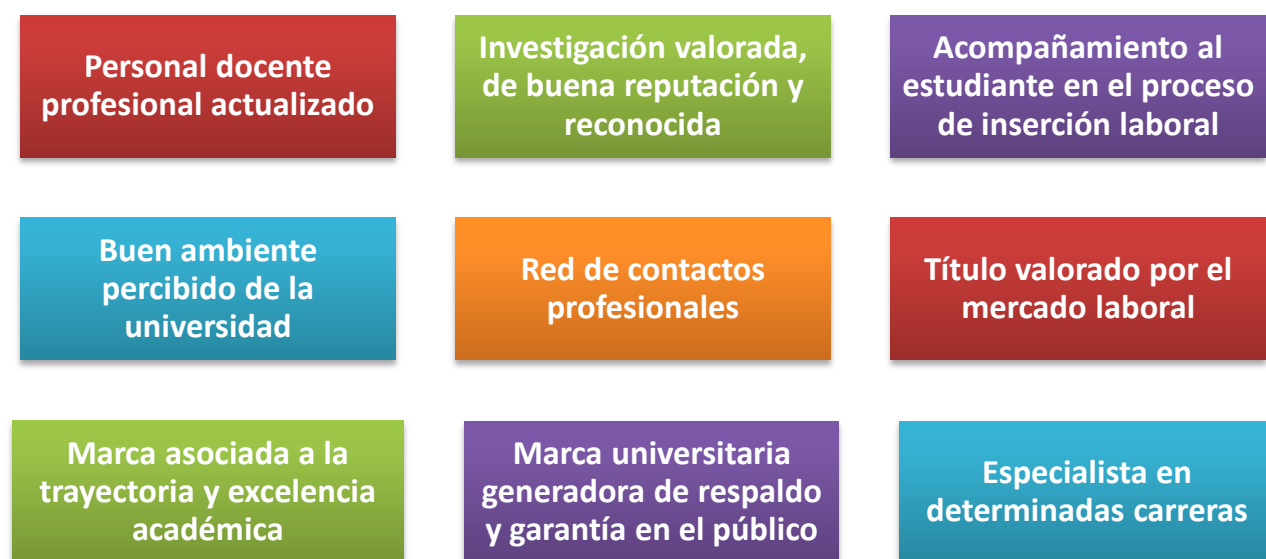 Personal docente
profesional actualizado
Investigación valorada,
de buena reputación y
reconocida
Acompañamiento al
estudiante en el proceso
de inserción laboral
Buen ambiente
percibido de la
universidad
Red de contactos
profesionales
Título valorado por el
mercado laboral
Marca asociada a la
trayectoria y excelencia
académica
Marca universitaria
generadora de respaldo
y garantía en el público
Especialista en
determinadas carreras